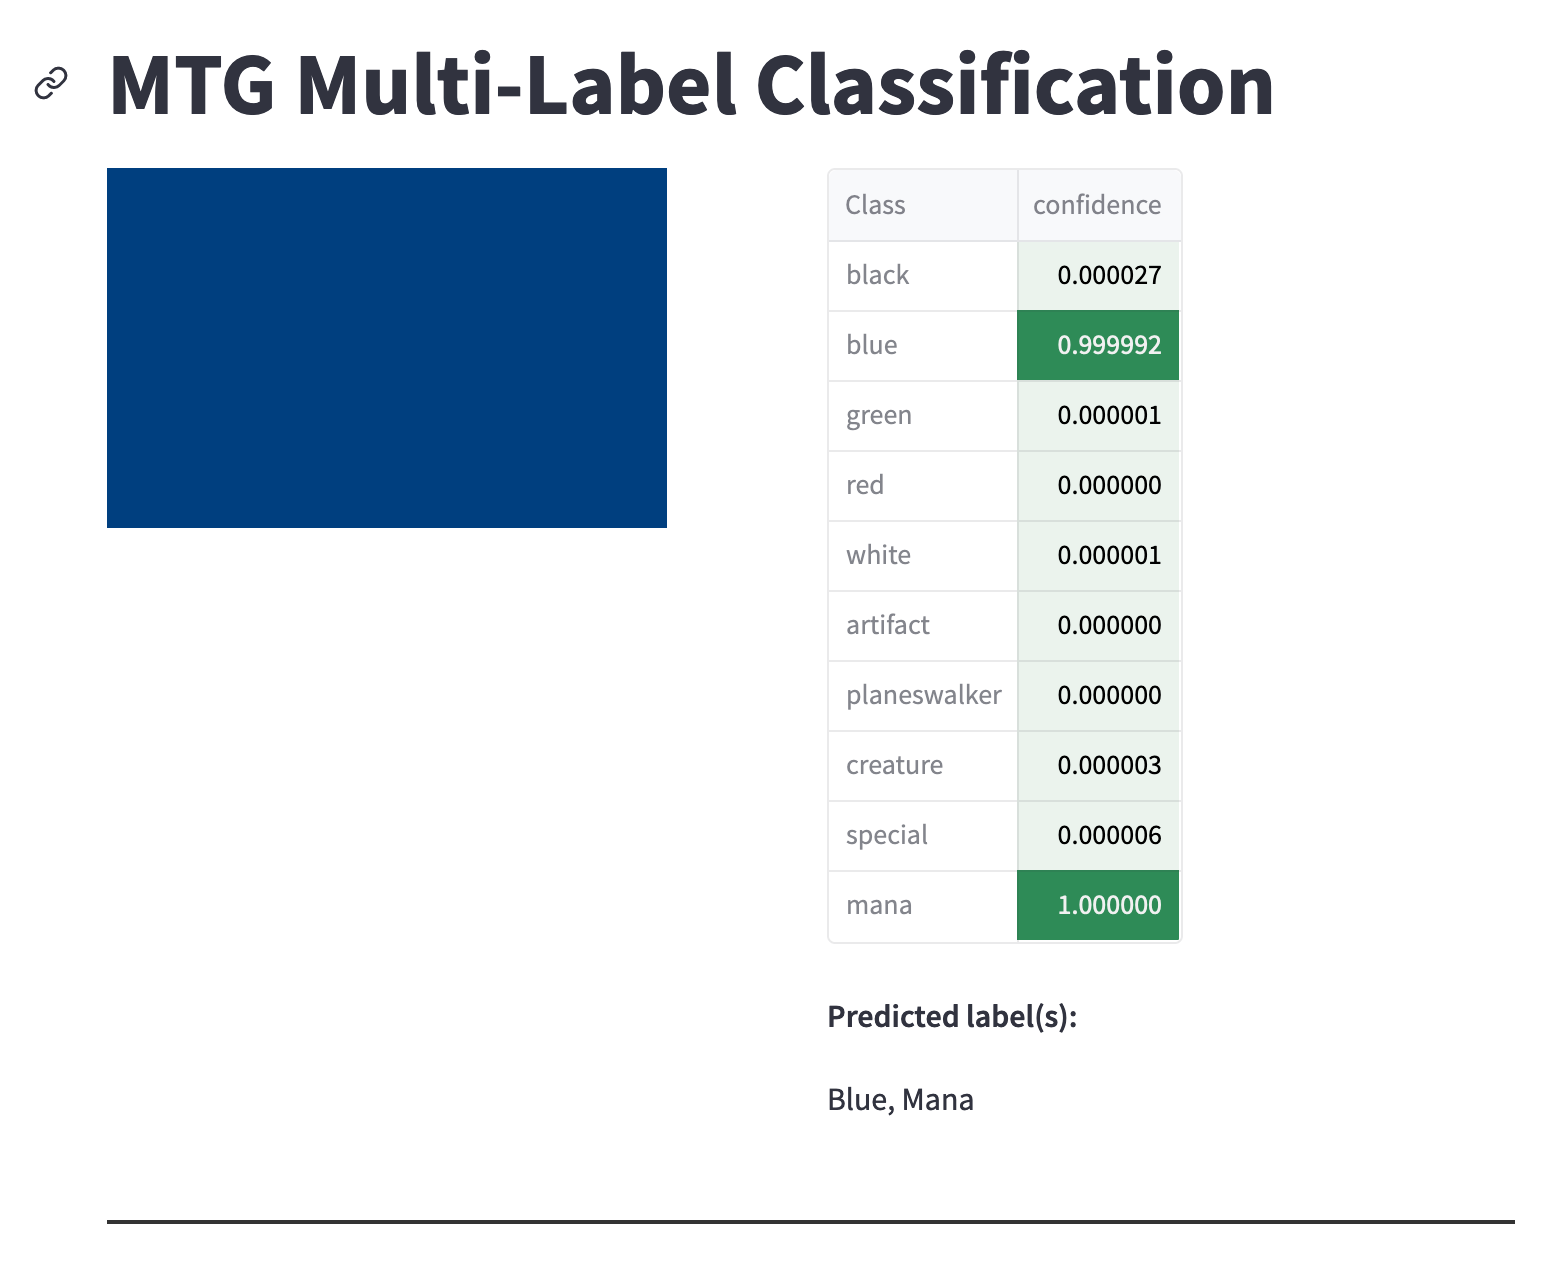 MTG Multi-Label Classification
Class confidence
black 0.000027
blue 0.999992
green 0.000001
red 0.000000
white 0.000001
artifact 0.000000
planeswalker 0.000000
creature 0.000003
special 0.000006
mana 1.000000
Predicted label(s):
Blue, Mana